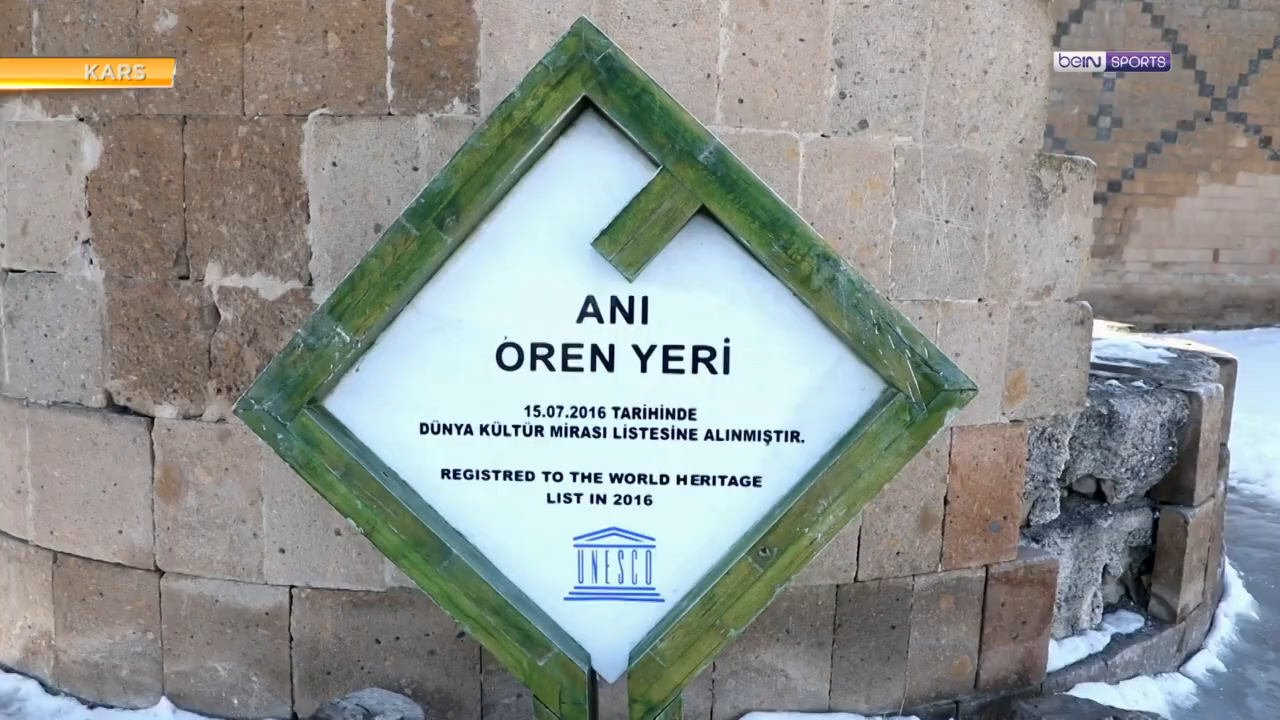 KARS
beIN SPORTS
ANI
ÖREN YERİ
15.07.2016 TARİHİNDE
DÜNYA KÜLTÜR MİRASI LİSTESİNE ALINMIŞTIR.
REGISTRED TO THE WORLD HERITAGE
LIST IN 2016
UNESCO